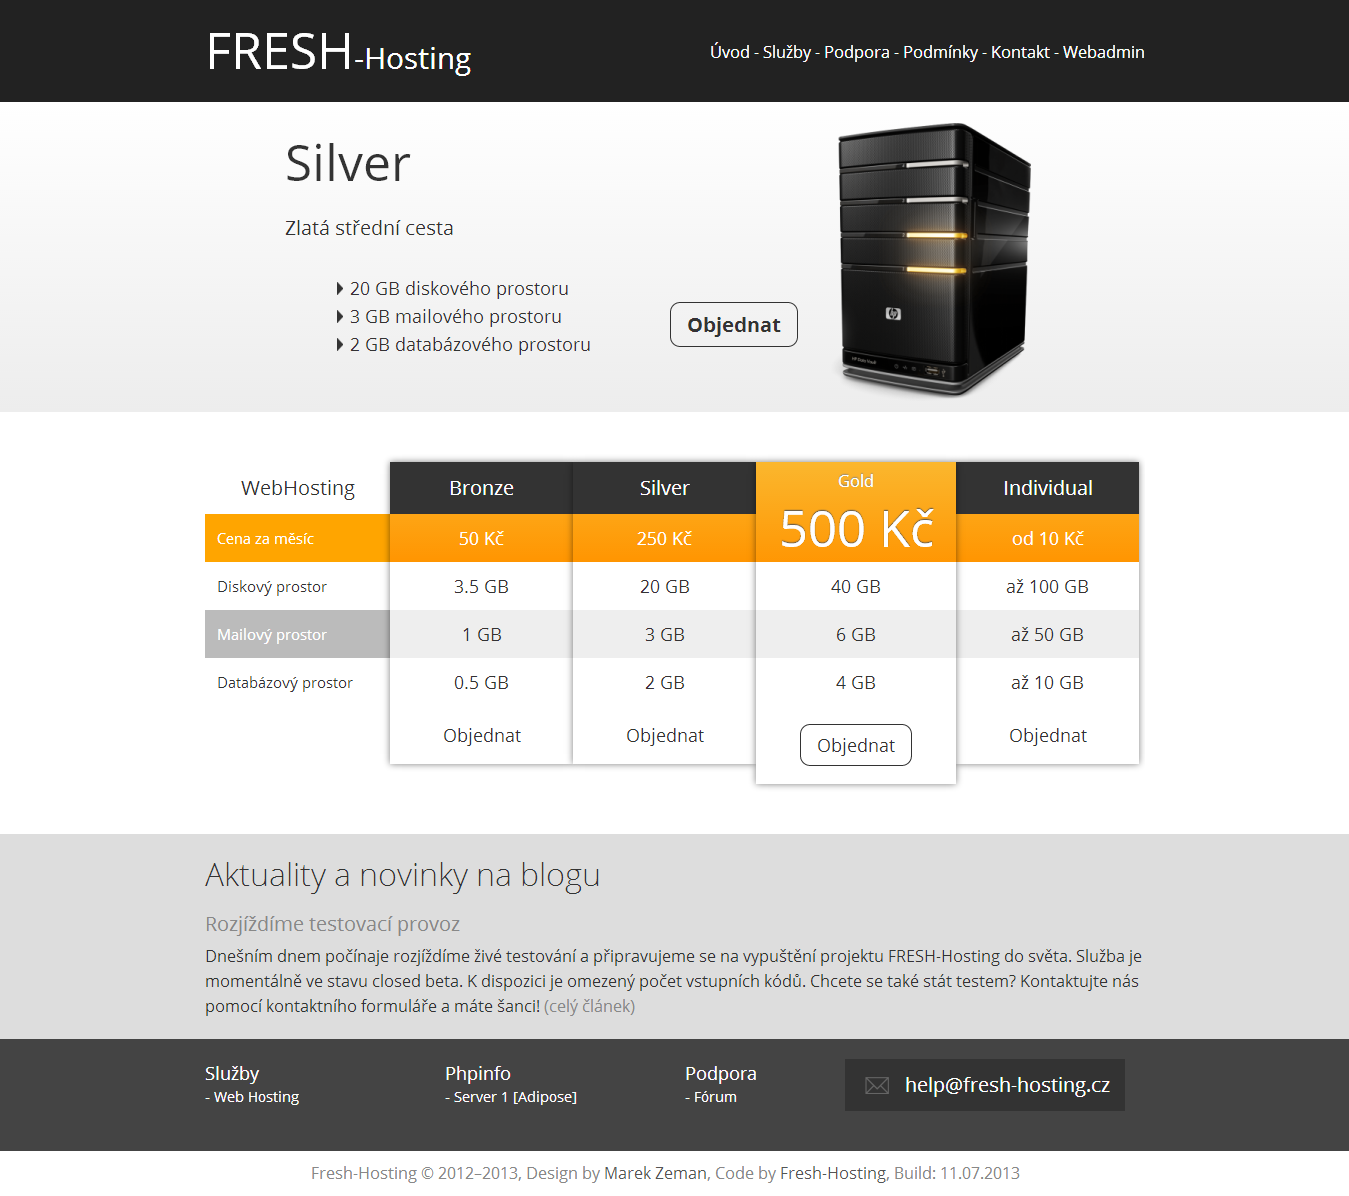 FRESH-Hosting
Úvod - Služby - Podpora - Podmínky - Kontakt - Webadmin
Silver
Zlatá střední cesta
20 GB diskového prostoru
3 GB mailového prostoru
2 GB databázového prostoru
Objednat
hp
WebHosting Bronze Silver Gold Individual
Cena za měsíc 50 Kč 250 Kč 500 Kč od 10 Kč
Diskový prostor 3.5 GB 20 GB 40 GB až 100 GB
Mailový prostor 1 GB 3 GB 6 GB až 50 GB
Databázový prostor 0.5 GB 2 GB 4 GB až 10 GB
Objednat Objednat Objednat Objednat
Aktuality a novinky na blogu
Rozjíždíme testovací provoz
Dnešním dnem počínaje rozjíždíme živé testování a připravujeme se na vypuštění projektu FRESH-Hosting do světa. Služba je
momentálně ve stavu closed beta. K dispozici je omezený počet vstupních kódů. Chcete se také stát testem? Kontaktujte nás
pomocí kontaktního formuláře a máte šanci! (celý článek)
Služby Phpinfo Podpora help@fresh-hosting.cz
- Web Hosting - Server 1 [Adipose] - Fórum
Fresh-Hosting © 2012–2013, Design by Marek Zeman, Code by Fresh-Hosting, Build: 11.07.2013